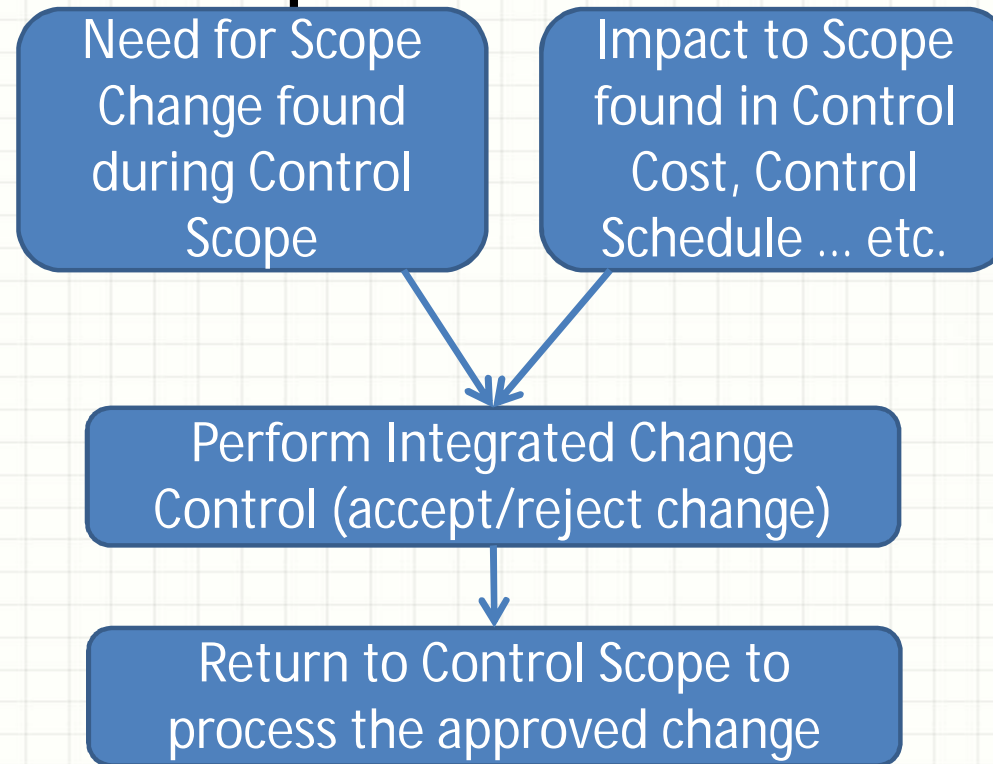 Need for Scope
Change found
during Control
Scope
Impact to Scope
found in Control
Cost, Control
Schedule ... etc.
Perform Integrated Change
Control (accept/reject change)
Return to Control Scope to
process the approved change